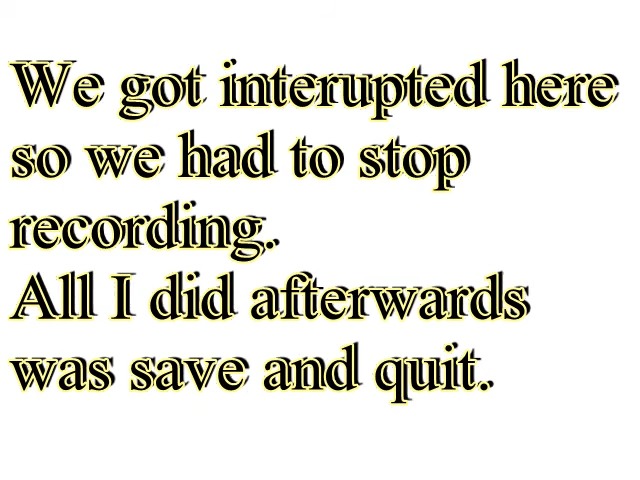 We got interupted here
so we had to stop
recording.
All I did afterwards
was save and quit.